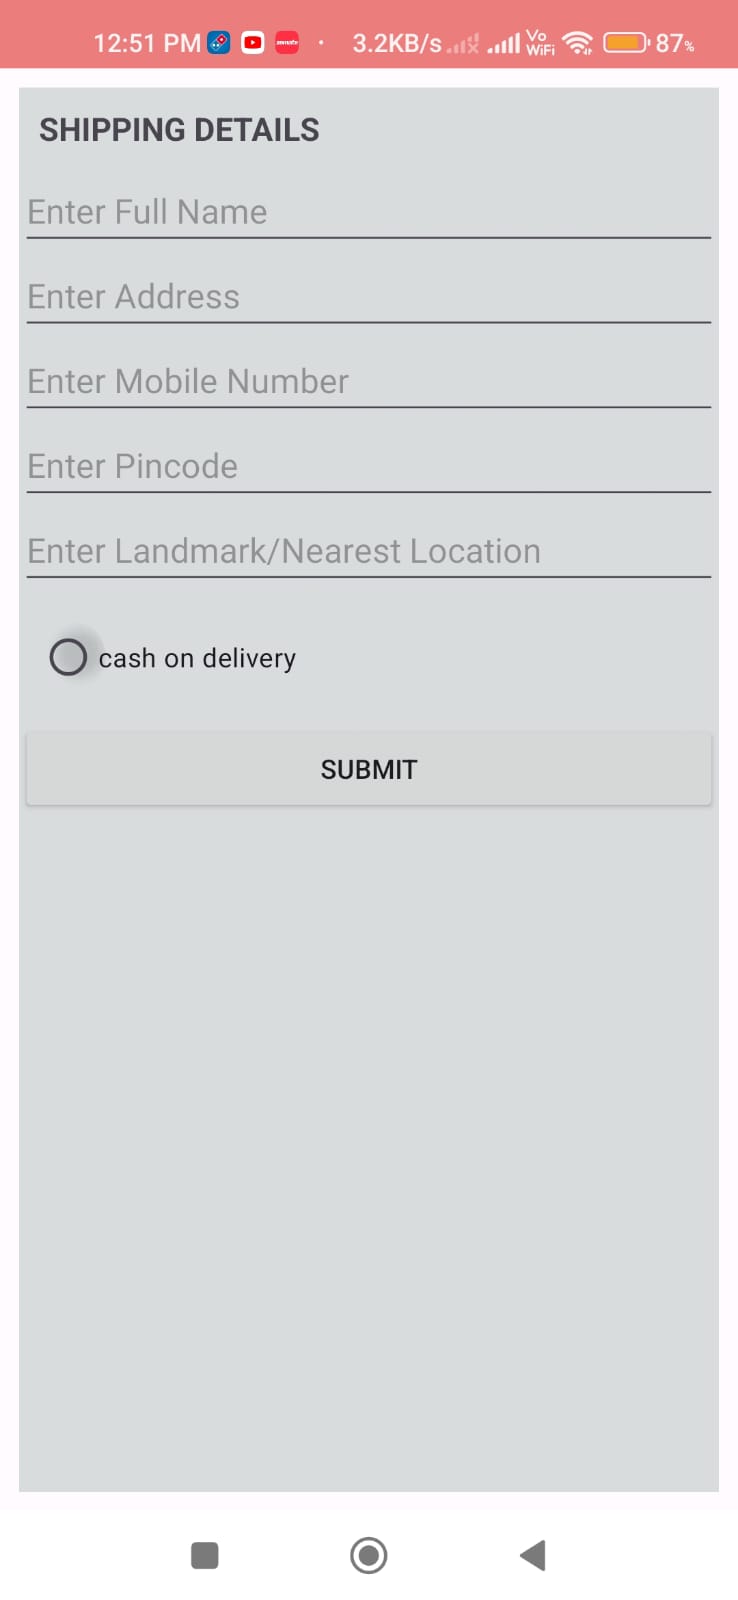 12:51 PM · 3.2KB/s Vo WiFi 87%
SHIPPING DETAILS
Enter Full Name
Enter Address
Enter Mobile Number
Enter Pincode
Enter Landmark/Nearest Location
cash on delivery
SUBMIT